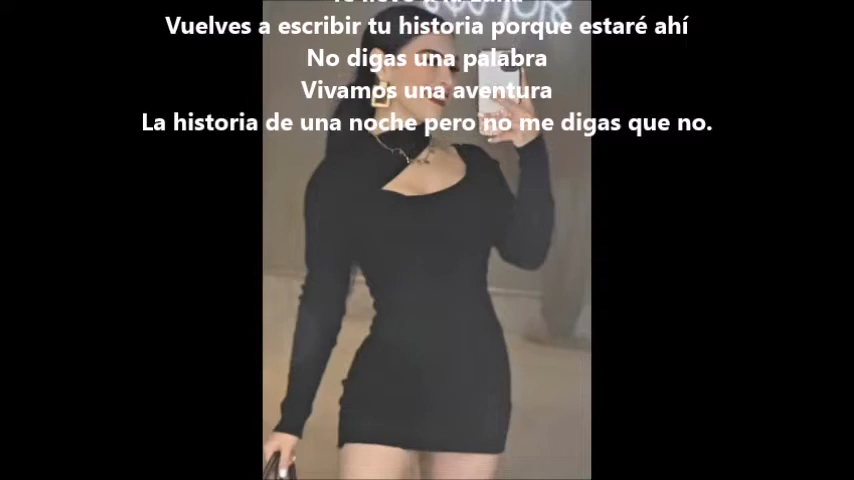 Vuelves a escribir tu historia porque estaré ahí
No digas una palabra
Vivamos una aventura
La historia de una noche pero no me digas que no.